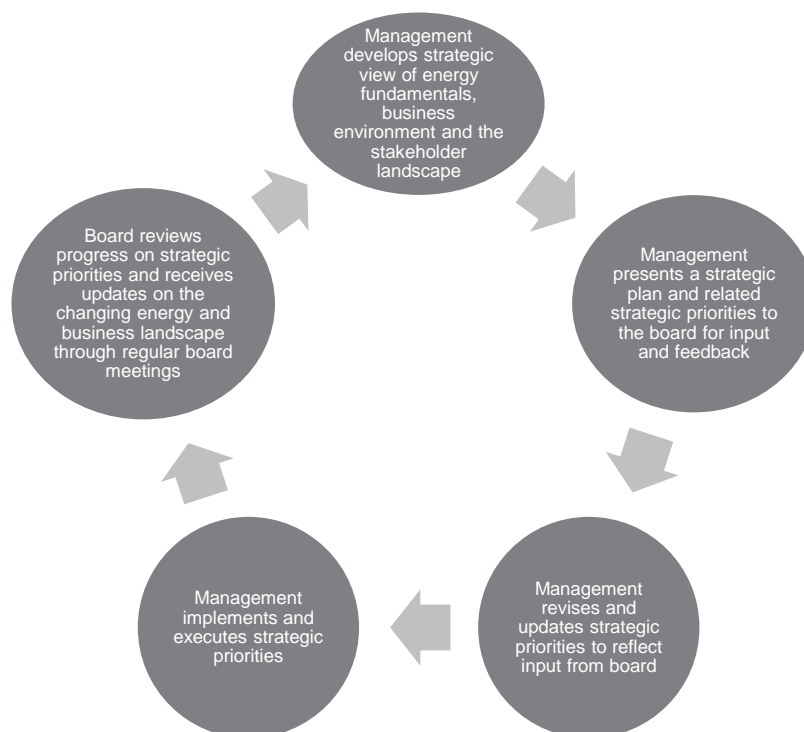 Management
develops strategic
view of energy
fundamentals,
business
environment and the
stakeholder
landscape
Management
presents a strategic
plan and related
strategic priorities to
the board for input
and feedback
Management
revises and
updates strategic
priorities to reflect
input from board
Management
implements and
executes strategic
priorities
Board reviews
progress on strategic
priorities and receives
updates on the
changing energy and
business landscape
through regular board
meetings